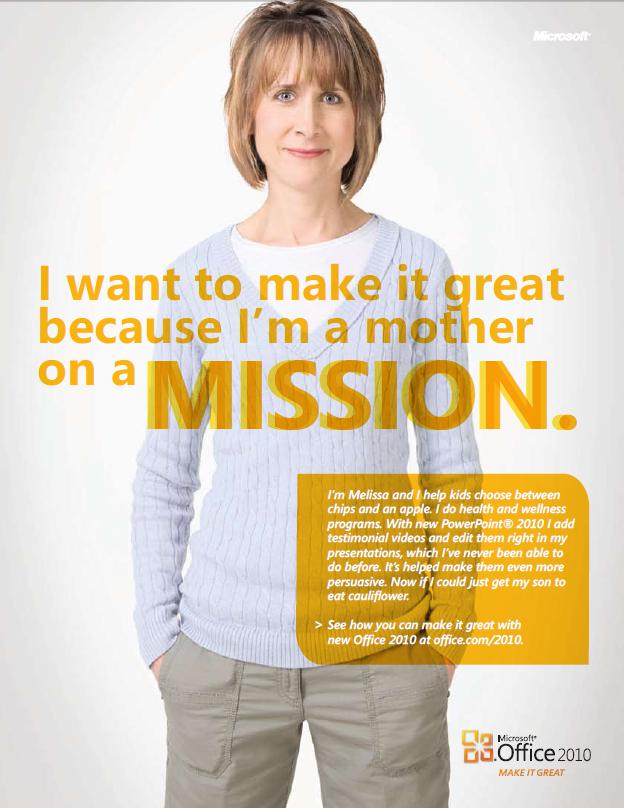 Microsoft®
I want to make it great
because I'm a mother
on a MISSION.
I'm Melissa and I help kids choose between
chips and an apple. I do health and wellness
programs. With new PowerPoint® 2010 I add
testimonial videos and edit them right in my
presentations, which I've never been able to
do before. It's helped make them even more
persuasive. Now if I could just get my son to
eat cauliflower.
> See how you can make it great with
new Office 2010 at office.com/2010.
Microsoft®
Office 2010
MAKE IT GREAT